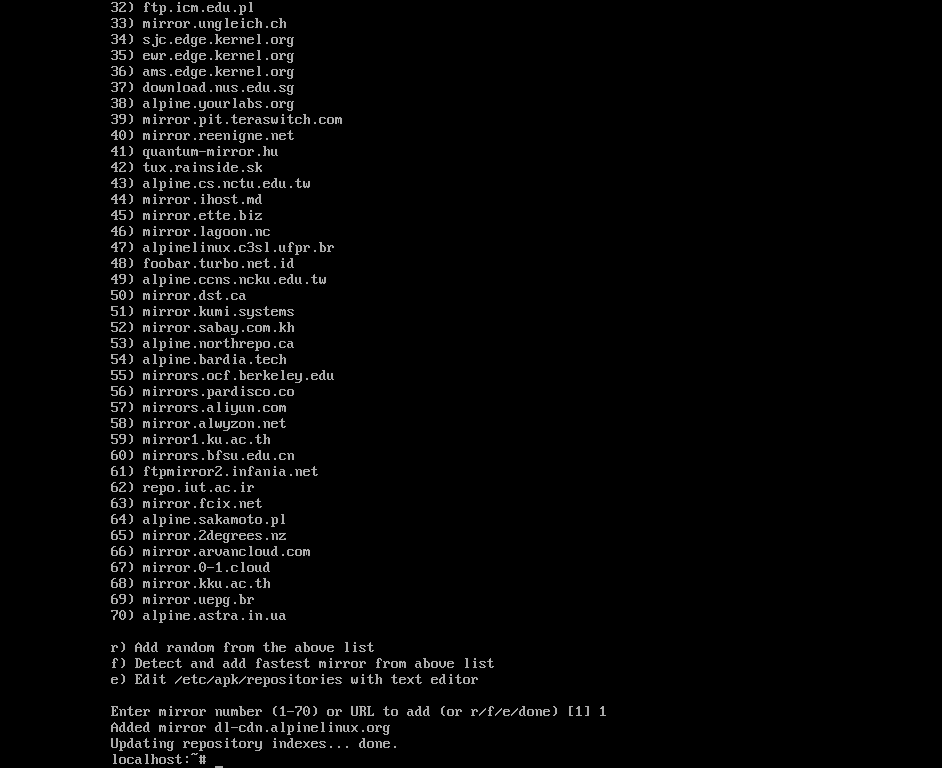 32) ftp.icm.edu.pl
33) mirror.ungleich.ch
34) sjc.edge.kernel.org
35) ewr.edge.kernel.org
36) ams.edge.kernel.org
37) download.nus.edu.sg
38) alpine.yourlabs.org
39) mirror.pit.teraswitch.com
40) mirror.reenigne.net
41) quantum-mirror.hu
42) tux.rainside.sk
43) alpine.cs.nctu.edu.tw
44) mirror.ihost.md
45) mirror.ette.biz
46) mirror.lagoon.nc
47) alpinelinux.c3sl.ufpr.br
48) foobar.turbo.net.id
49) alpine.ccns.ncku.edu.tw
50) mirror.dst.ca
51) mirror.kumi.systems
52) mirror.sabay.com.kh
53) alpine.northrepo.ca
54) alpine.bardia.tech
55) mirrors.ocf.berkeley.edu
56) mirrors.pardisco.co
57) mirrors.aliyun.com
58) mirror.alwyzon.net
59) mirror1.ku.ac.th
60) mirrors.bfsu.edu.cn
61) ftpmirror2.infania.net
62) repo.iut.ac.ir
63) mirror.fcix.net
64) alpine.sakamoto.pl
65) mirror.2degrees.nz
66) mirror.arvancloud.com
67) mirror.0-1.cloud
68) mirror.kku.ac.th
69) mirror.uepg.br
70) alpine.astra.in.ua
r) Add random from the above list
f) Detect and add fastest mirror from above list
e) Edit /etc/apk/repositories with text editor
Enter mirror number (1-70) or URL to add (or r/f/e/done) [1] 1
Added mirror dl-cdn.alpinelinux.org
Updating repository indexes... done.
localhost:~# _